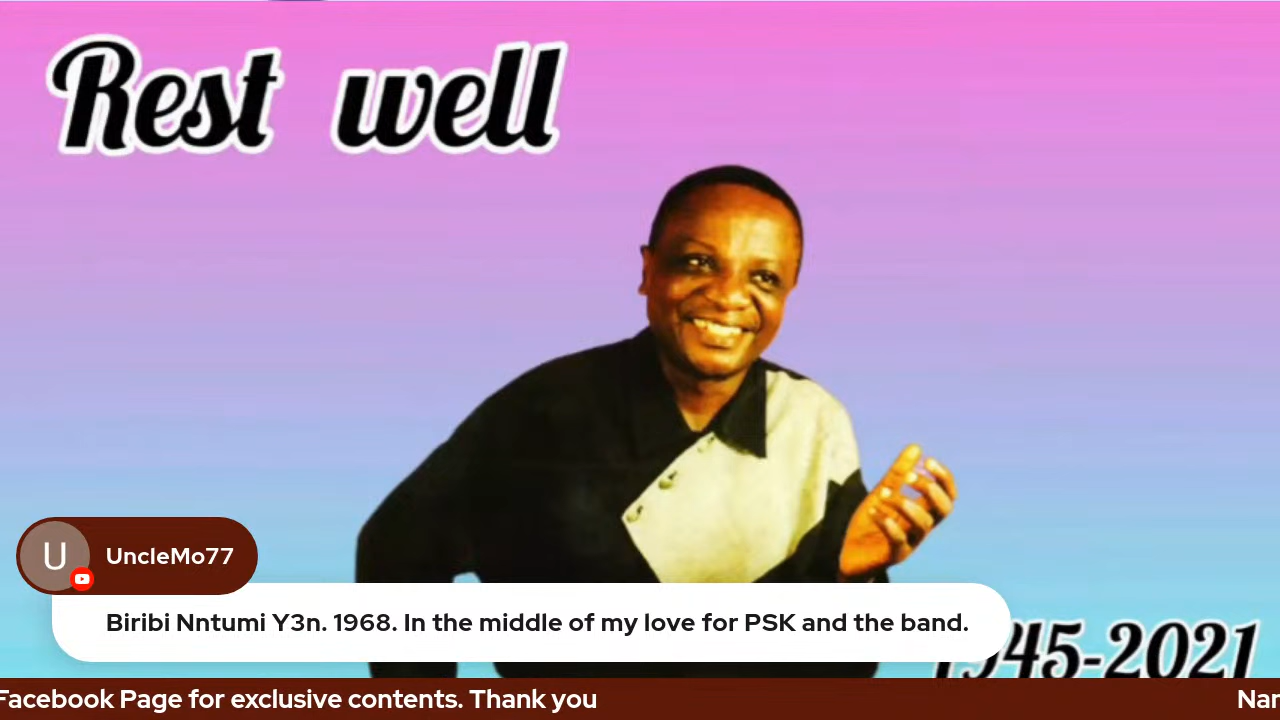 Rest well
U
UncleMo77
Biribi Nntumi Y3n. 1968. In the middle of my love for PSK and the band.
1945-2021
Facebook Page for exclusive contents. Thank you